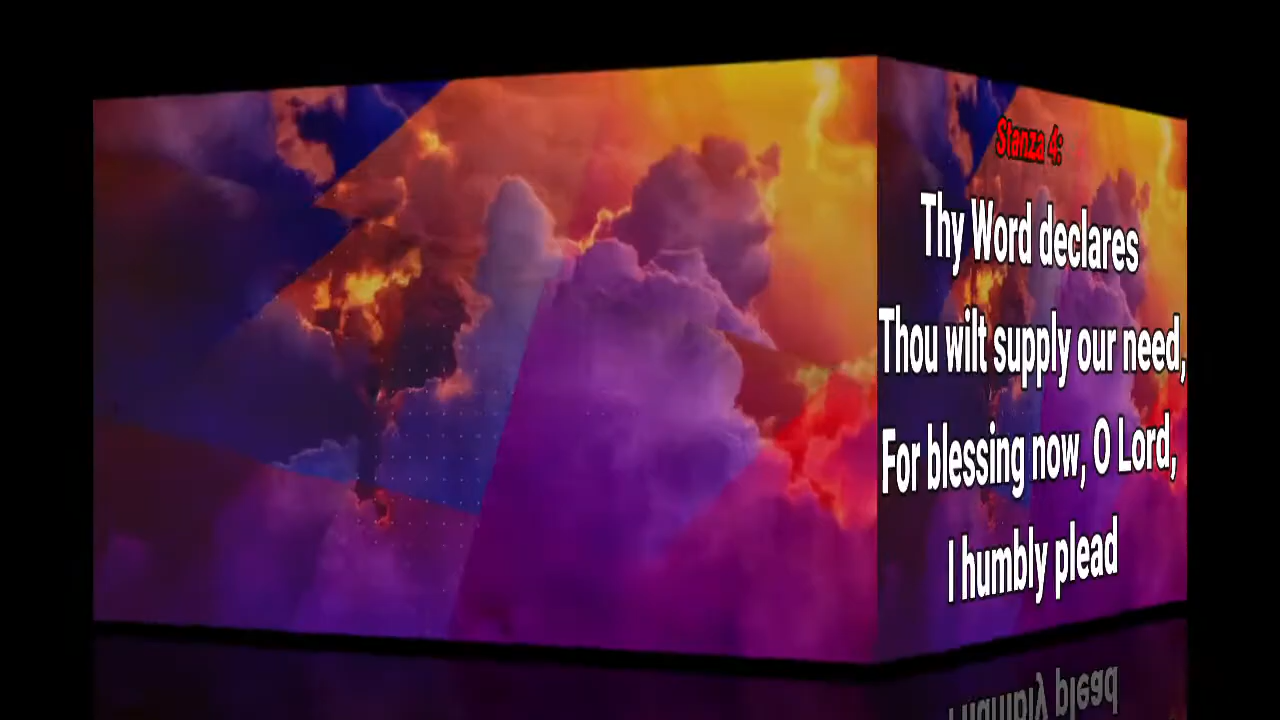 Stanza 4:
Thy Word declares
Thou wilt supply our need,
For blessing now, O Lord,
I humbly plead